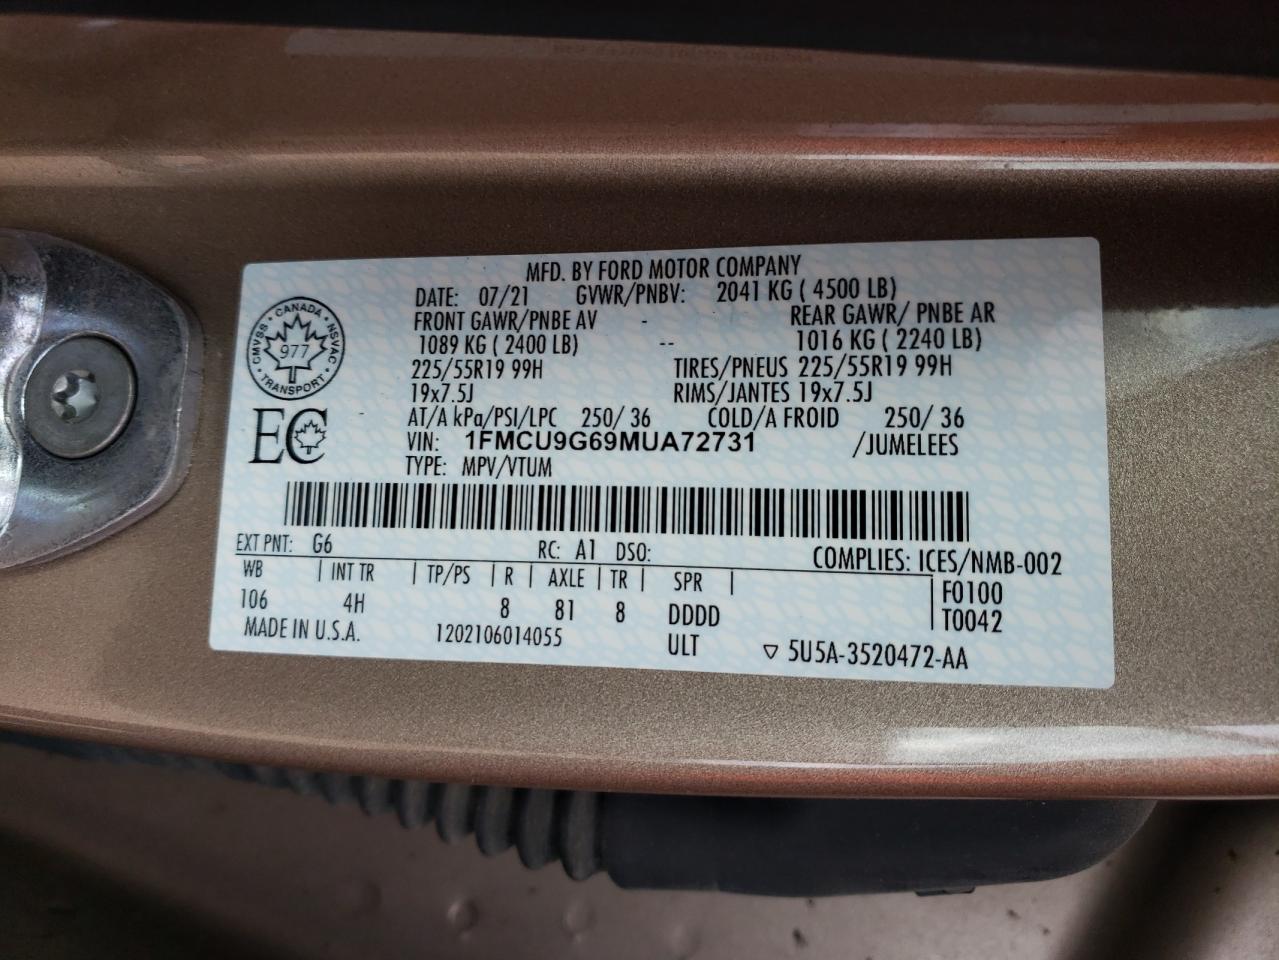 MFD. BY FORD MOTOR COMPANY
DATE: 07/21 GVWR/PNBV: 2041 KG ( 4500 LB)
FRONT GAWR/PNBE AV - REAR GAWR/ PNBE AR
1089 KG ( 2400 LB) -- 1016 KG ( 2240 LB)
225/55R19 99H TIRES/PNEUS 225/55R19 99H
19x7.5J RIMS/JANTES 19x7.5J
AT/A kPa/PSI/LPC 250/ 36 COLD/A FROID 250/ 36
VIN: 1FMCU9G69MUA72731 /JUMELEES
TYPE: MPV/VTUM
CANADA
CMVSS 977 NSVAC
TRANSPORT
EC
EXT PNT: G6 RC: A1 DSO: COMPLIES: ICES/NMB-002
WB | INT TR | TP/PS | R | AXLE | TR | SPR | F0100
106 4H 8 81 8 DDDD T0042
MADE IN U.S.A. 1202106014055 ULT ▽ 5U5A-3520472-AA